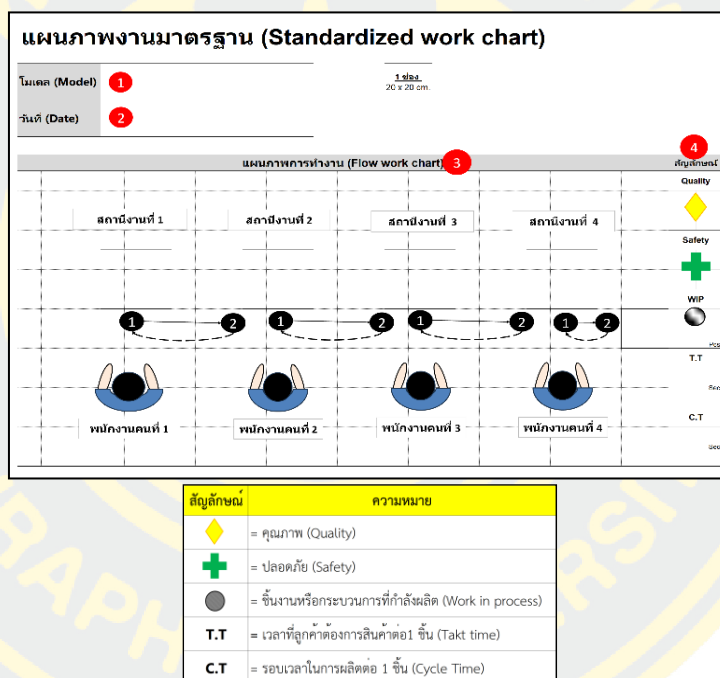 แผนภาพงานมาตรฐาน (Standardized work chart)
โมเดล (Model) 1
1 ช่อง
20 x 20 cm.
วันที่ (Date) 2
4
แผนภาพการทำงาน (Flow work chart) 3 สัญลักษณ์
Quality
สถานีงานที่ 1 สถานีงานที่ 2 สถานีงานที่ 3 สถานีงานที่ 4
Safety
WIP
1 2 1 2 1 2 1 2
Pcs
T.T
Sec
C.T
พนักงานคนที่ 1 พนักงานคนที่ 2 พนักงานคนที่ 3 พนักงานคนที่ 4
Sec
สัญลักษณ์ ความหมาย
= คุณภาพ (Quality)
= ปลอดภัย (Safety)
= ชิ้นงานหรือกระบวนการที่กำลังผลิต (Work in process)
T.T = เวลาที่ลูกค้าต้องการสินค้าต่อ1 ชิ้น (Takt time)
C.T = รอบเวลาในการผลิตต่อ 1 ชิ้น (Cycle Time)